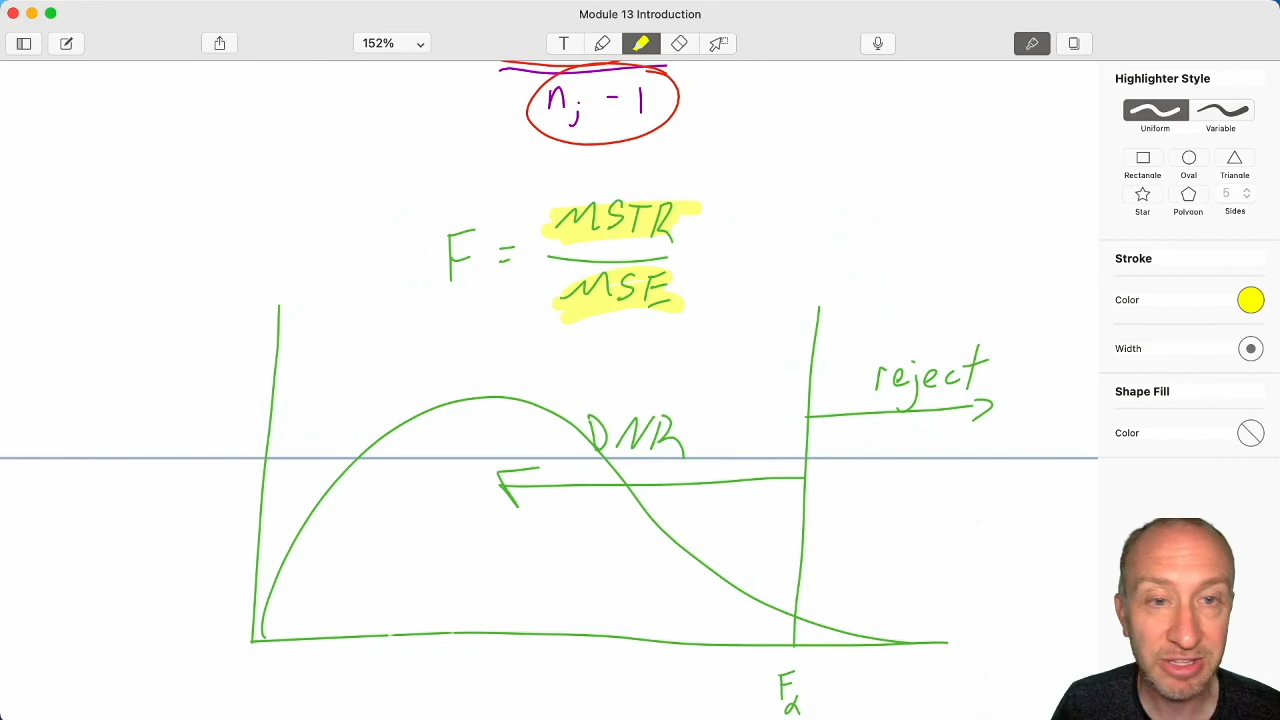 Module 13 Introduction
152%
T
Highlighter Style
Uniform Variable
Rectangle Oval Triangle
5
Star Polygon Sides
Stroke
Color
Width
Shape Fill
Color
nj - 1
F = MSTR
MSE
reject
DNR
Fα